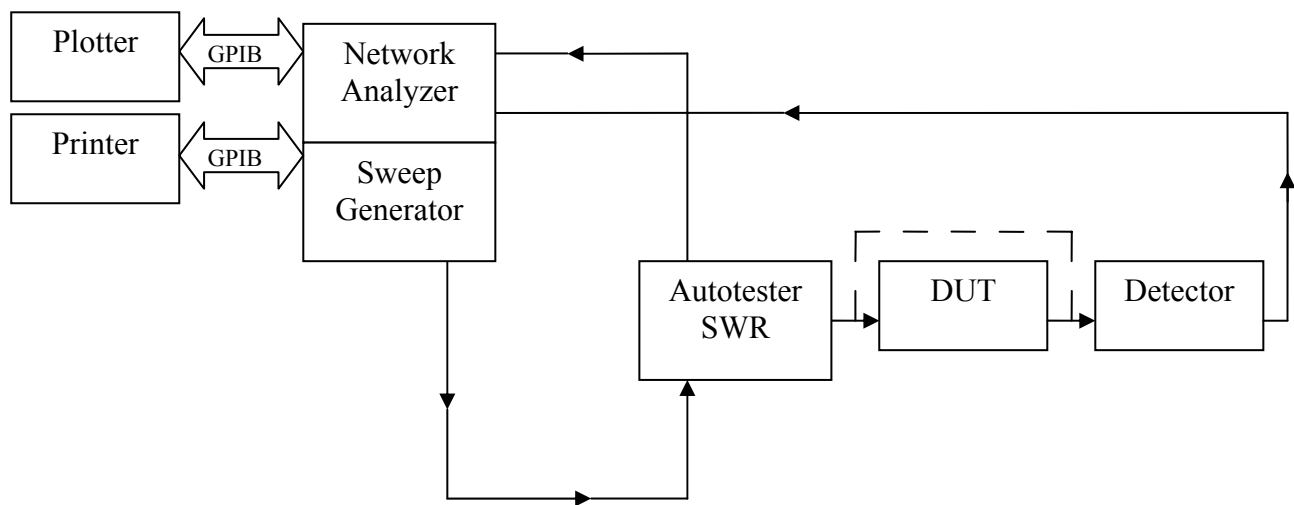 Plotter
GPIB
Network
Analyzer
Printer
GPIB
Sweep
Generator
Autotester
SWR
DUT
Detector